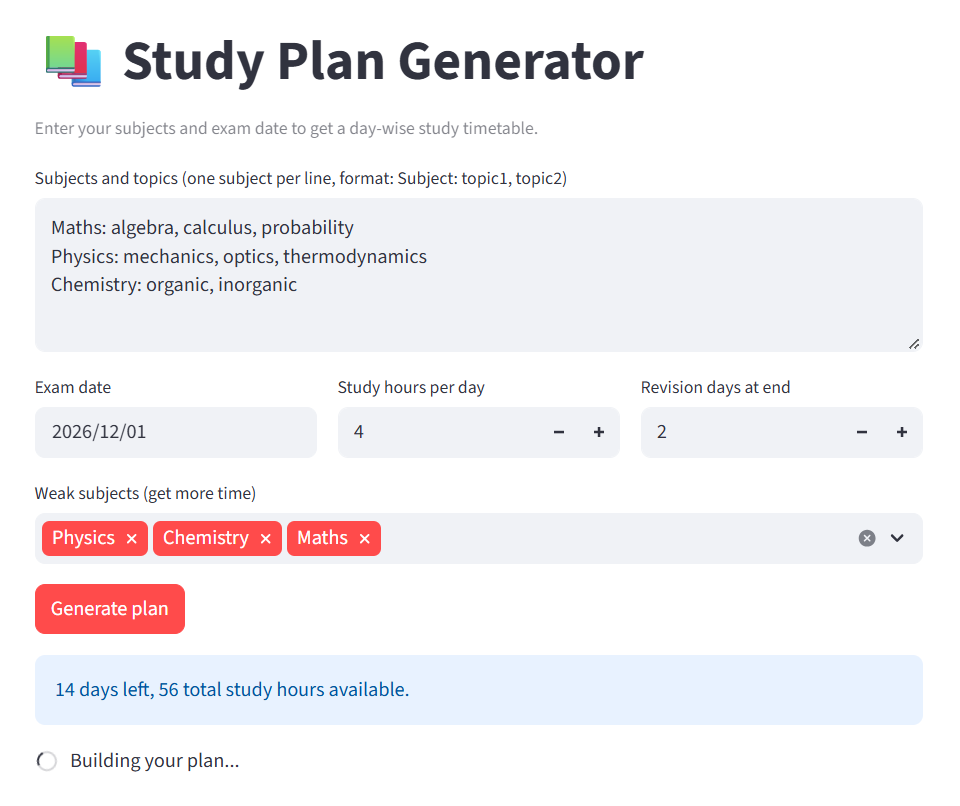 Study Plan Generator
Enter your subjects and exam date to get a day-wise study timetable.
Subjects and topics (one subject per line, format: Subject: topic1, topic2)
Maths: algebra, calculus, probability
Physics: mechanics, optics, thermodynamics
Chemistry: organic, inorganic
Exam date Study hours per day Revision days at end
2026/12/01 4 − + 2 − +
Weak subjects (get more time)
Physics × Chemistry × Maths ×
Generate plan
14 days left, 56 total study hours available.
Building your plan...